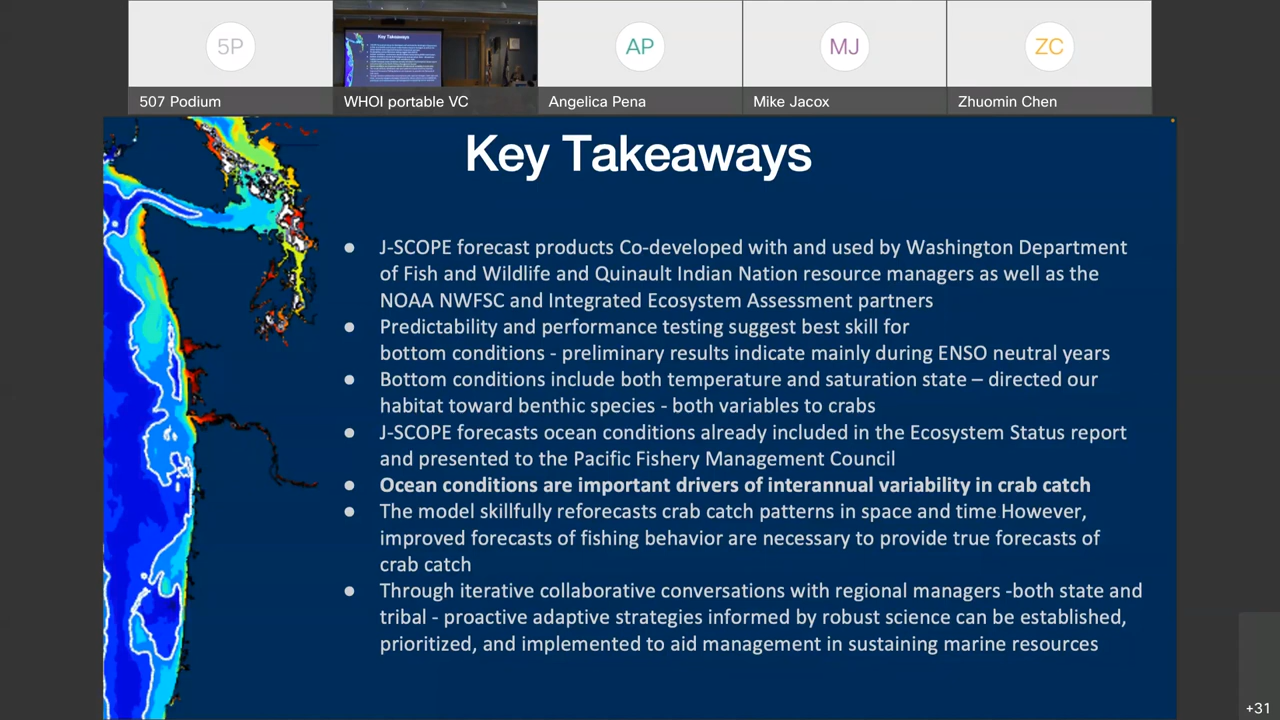 5P
AP
MJ
ZC
507 Podium
WHOI portable VC
Angelica Pena
Mike Jacox
Zhuomin Chen
Key Takeaways
Key Takeaways
● J-SCOPE forecast products Co-developed with and used by Washington Department
of Fish and Wildlife and Quinault Indian Nation resource managers as well as the
NOAA NWFSC and Integrated Ecosystem Assessment partners
● Predictability and performance testing suggest best skill for
bottom conditions - preliminary results indicate mainly during ENSO neutral years
● Bottom conditions include both temperature and saturation state – directed our
habitat toward benthic species - both variables to crabs
● J-SCOPE forecasts ocean conditions already included in the Ecosystem Status report
and presented to the Pacific Fishery Management Council
● Ocean conditions are important drivers of interannual variability in crab catch
● The model skillfully reforecasts crab catch patterns in space and time However,
improved forecasts of fishing behavior are necessary to provide true forecasts of
crab catch
● Through iterative collaborative conversations with regional managers -both state and
tribal - proactive adaptive strategies informed by robust science can be established,
prioritized, and implemented to aid management in sustaining marine resources
+31